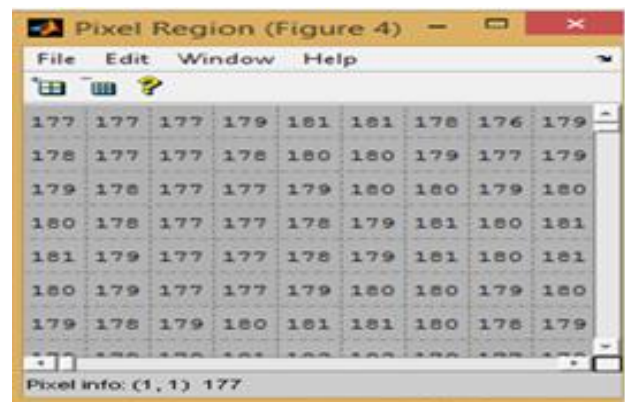 Pixel Region (Figure 4)
File Edit Window Help
177 177 177 179 181 181 178 176 179
178 177 177 178 180 180 179 177 179
179 178 177 177 179 180 180 179 180
180 178 177 177 178 179 181 180 181
181 179 177 177 178 179 181 180 181
180 179 177 177 179 180 180 179 180
179 178 179 180 181 181 180 178 179
Pixel info: (1, 1) 177